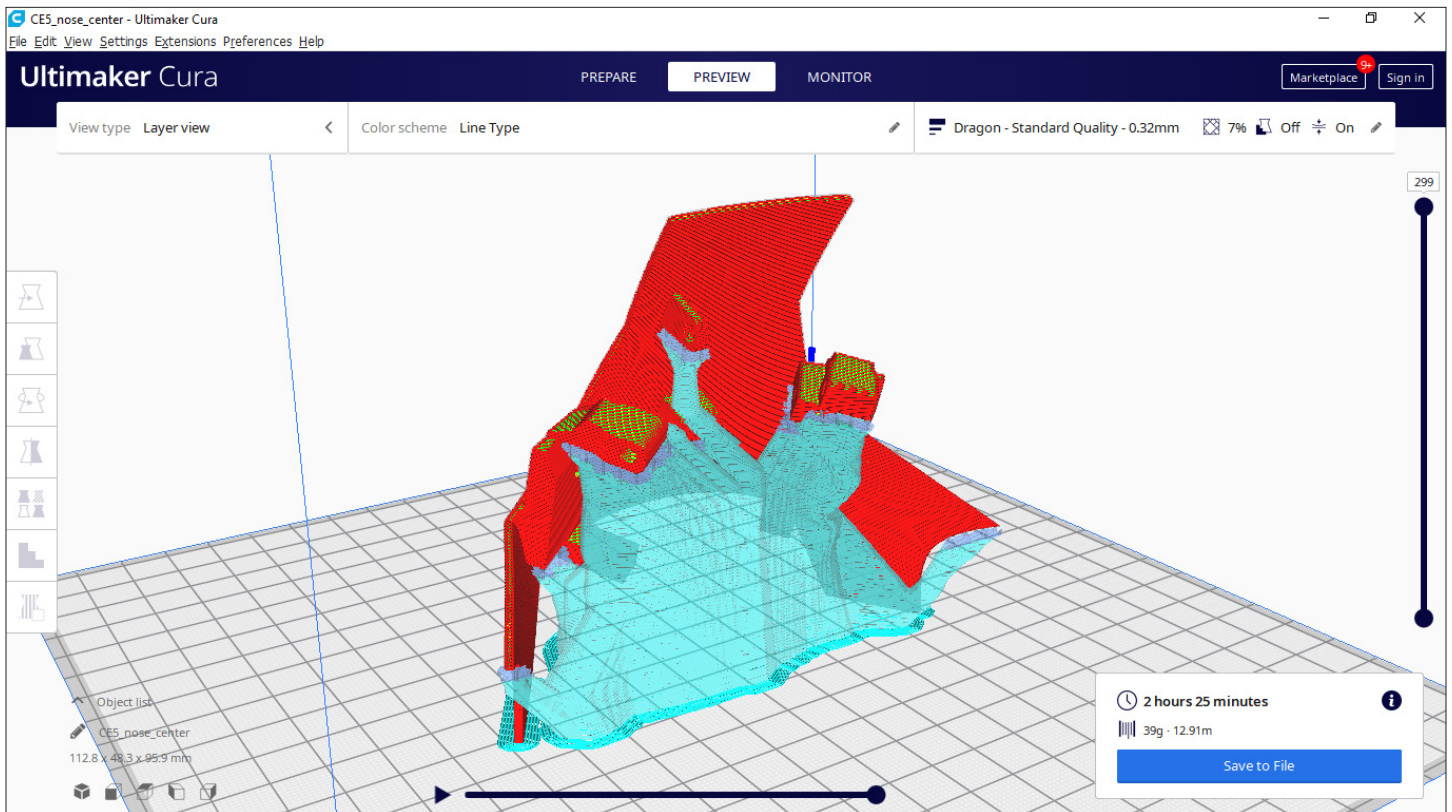 CE5_nose_center - Ultimaker Cura
File Edit View Settings Extensions Preferences Help
Ultimaker Cura
PREPARE PREVIEW MONITOR
Marketplace 9+ Sign in
View type Layer view
Color scheme Line Type
Dragon - Standard Quality - 0.32mm 7% Off On
299
Object list
CE5_nose_center
112.8 x 48.3 x 95.9 mm
2 hours 25 minutes
39g · 12.91m
Save to File